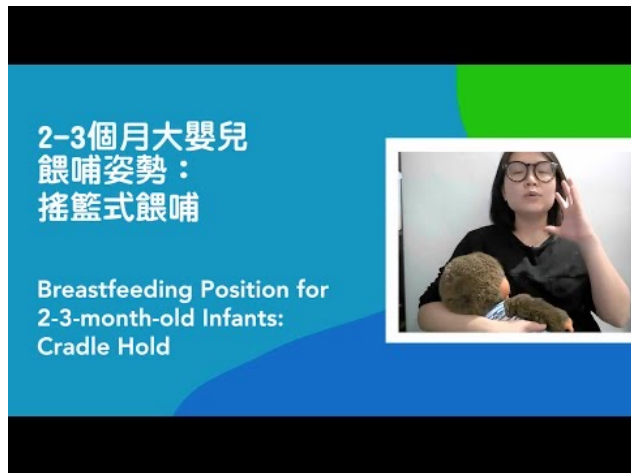 2-3個月大嬰兒
餵哺姿勢：
搖籃式餵哺
Breastfeeding Position for
2-3-month-old Infants:
Cradle Hold